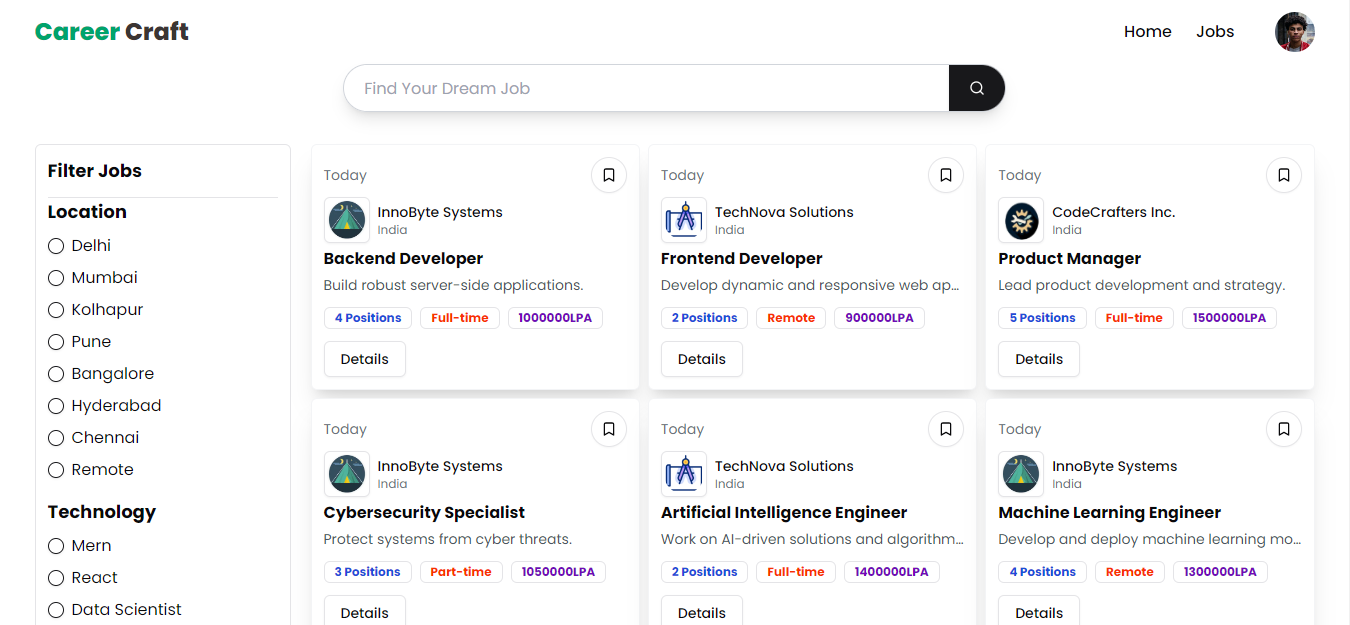 Career Craft
Home Jobs
Find Your Dream Job
Filter Jobs
Location
Delhi
Mumbai
Kolhapur
Pune
Bangalore
Hyderabad
Chennai
Remote
Technology
Mern
React
Data Scientist
Today
InnoByte Systems
India
Backend Developer
Build robust server-side applications.
4 Positions Full-time 1000000LPA
Details
Today
TechNova Solutions
India
Frontend Developer
Develop dynamic and responsive web ap...
2 Positions Remote 900000LPA
Details
Today
CodeCrafters Inc.
India
Product Manager
Lead product development and strategy.
5 Positions Full-time 1500000LPA
Details
Today
InnoByte Systems
India
Cybersecurity Specialist
Protect systems from cyber threats.
3 Positions Part-time 1050000LPA
Details
Today
TechNova Solutions
India
Artificial Intelligence Engineer
Work on AI-driven solutions and algorithm...
2 Positions Full-time 1400000LPA
Details
Today
InnoByte Systems
India
Machine Learning Engineer
Develop and deploy machine learning mo...
4 Positions Remote 1300000LPA
Details